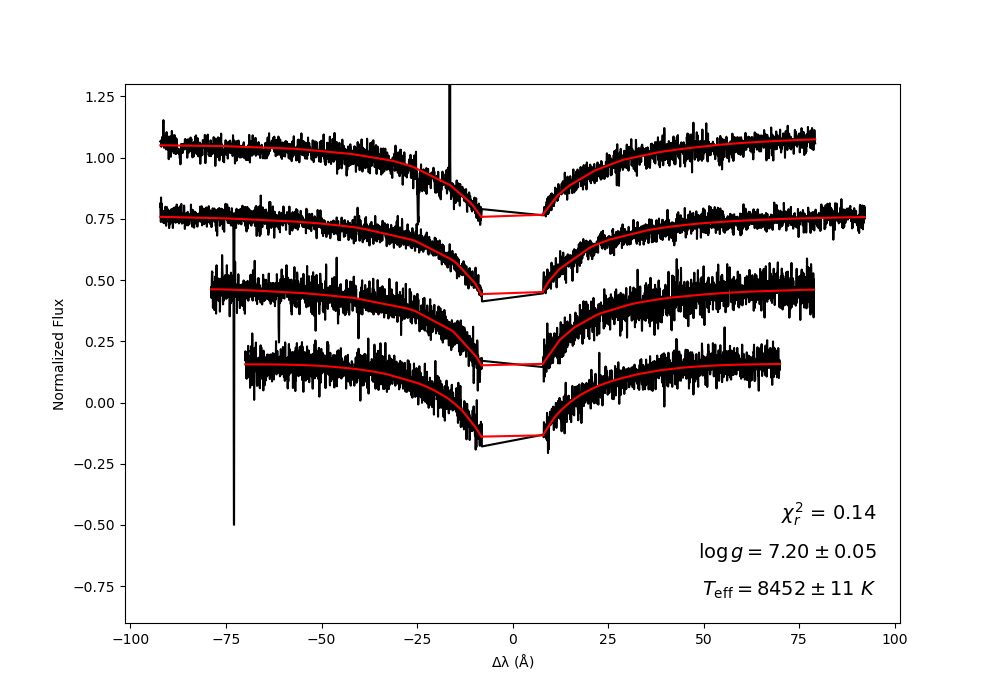 1.25
1.00
0.75
0.50
0.25
0.00
−0.25
−0.50
−0.75
Normalized Flux
χ²ᵣ = 0.14
log g = 7.20 ± 0.05
T_eff = 8452 ± 11 K
−100 −75 −50 −25 0 25 50 75 100
Δλ (Å)